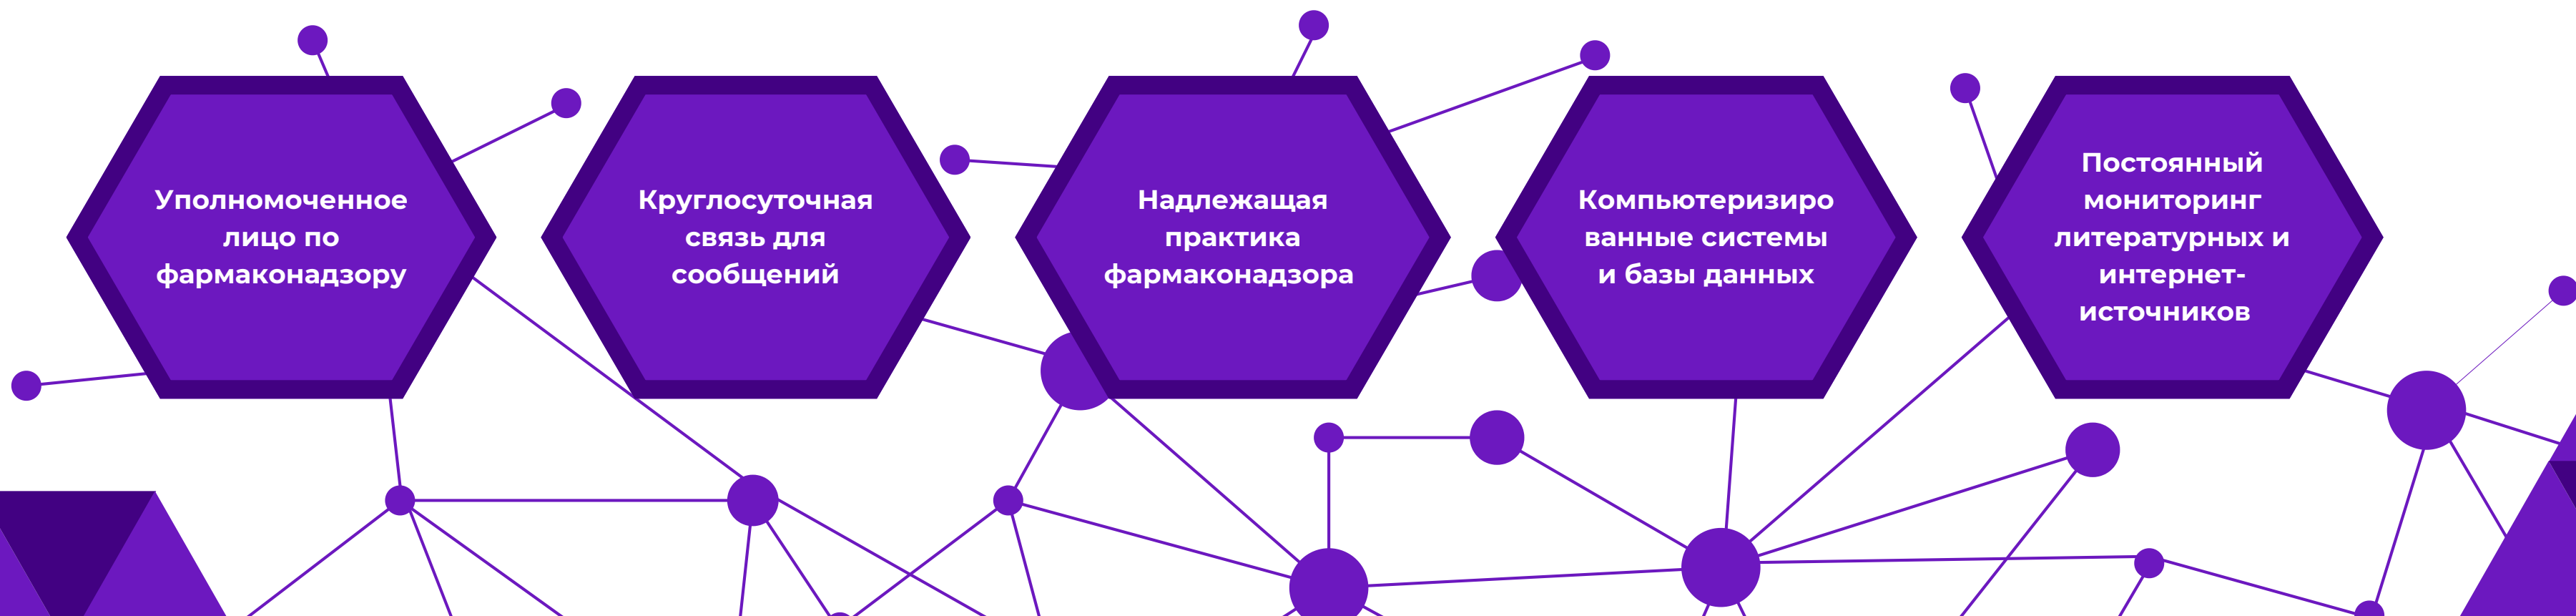 Уполномоченное
лицо по
фармаконадзору
Круглосуточная
связь для
сообщений
Надлежащая
практика
фармаконадзора
Компьютеризиро
ванные системы
и базы данных
Постоянный
мониторинг
литературных и
интернет-
источников